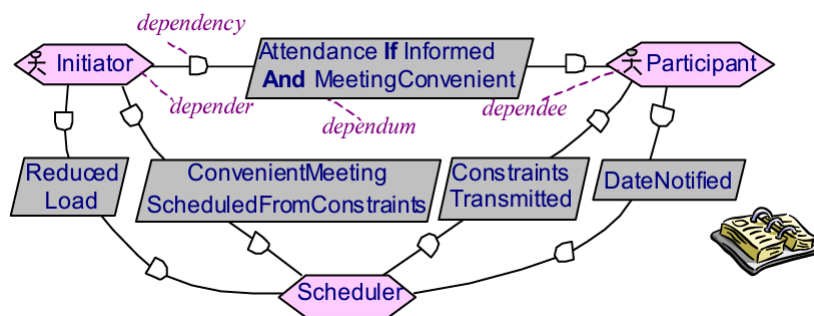 dependency
Initiator
Attendance If Informed
And MeetingConvenient
Participant
depender
dependum
dependee
Reduced
Load
ConvenientMeeting
ScheduledFromConstraints
Constraints
Transmitted
DateNotified
Scheduler